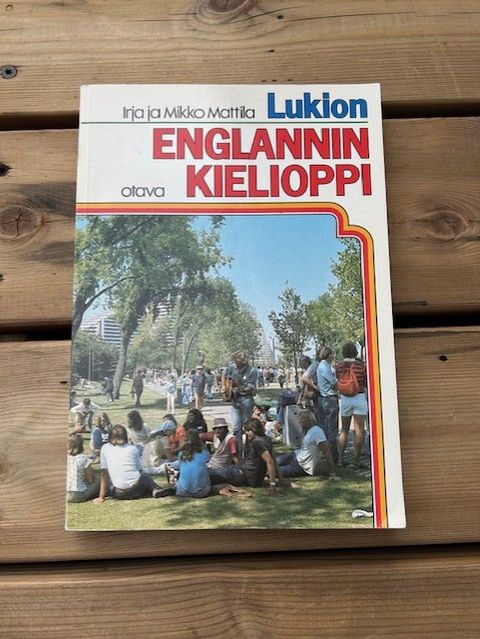 Irja ja Mikko Mattila Lukion
ENGLANNIN
otava KIELIOPPI